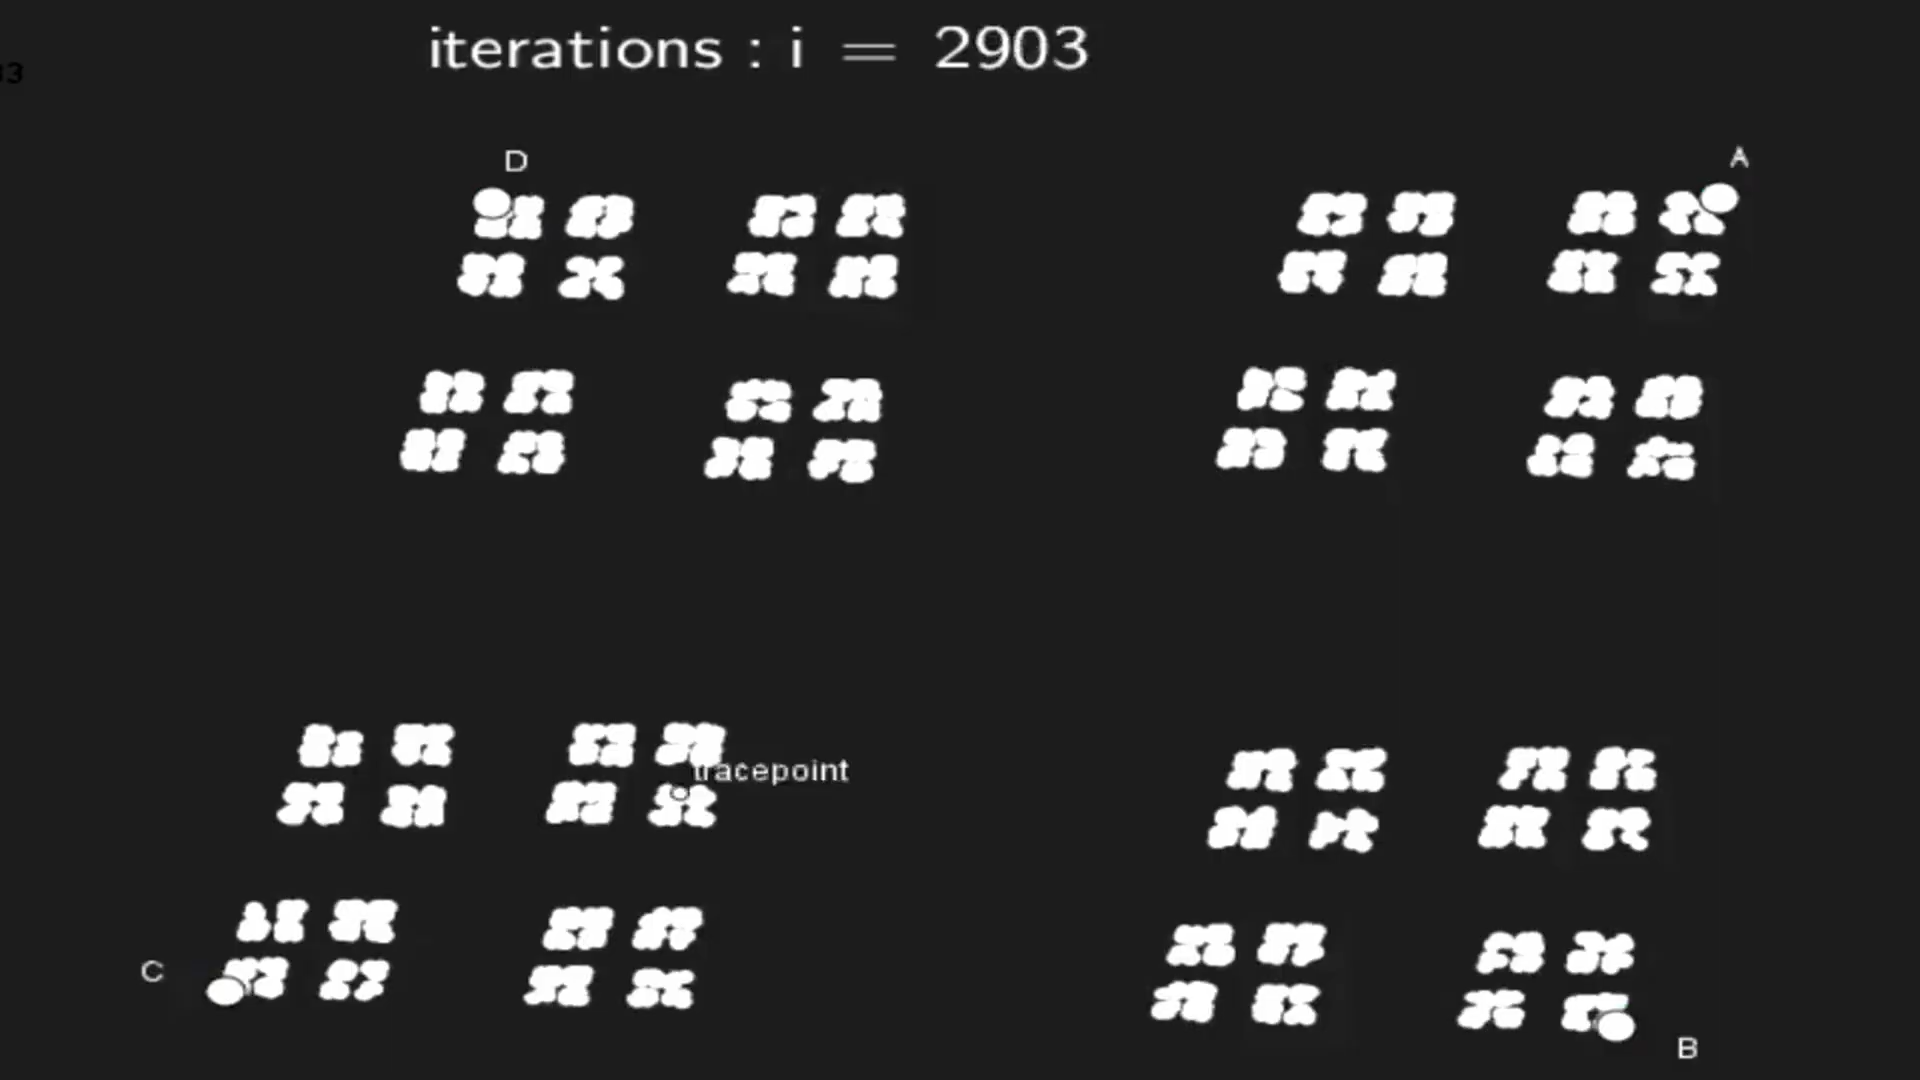 iterations : i = 2903
D
A
tracepoint
C
B